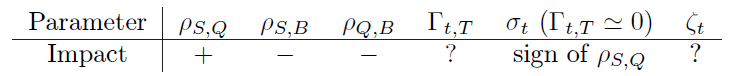 Parameter ρ_{S,Q} ρ_{S,B} ρ_{Q,B} Γ_{t,T} σ_t (Γ_{t,T} ≃ 0) ζ_t
Impact + − − ? sign of ρ_{S,Q} ?